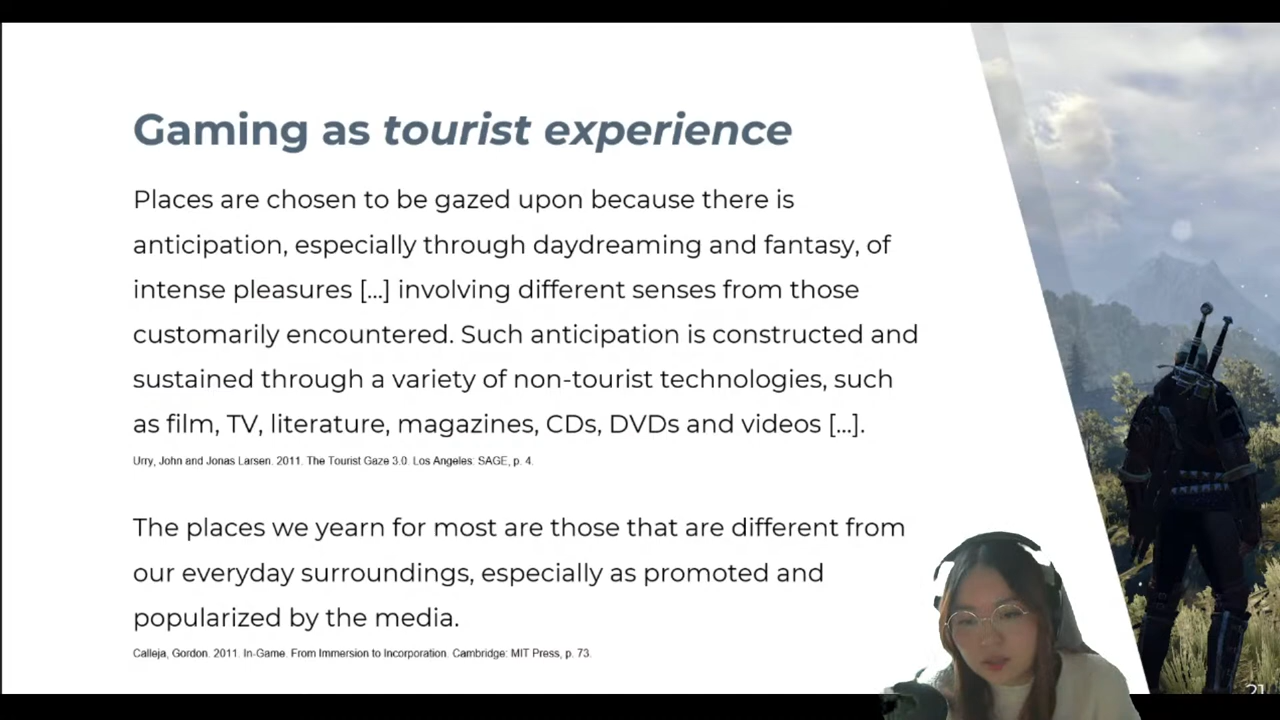 Gaming as tourist experience
Places are chosen to be gazed upon because there is
anticipation, especially through daydreaming and fantasy, of
intense pleasures [...] involving different senses from those
customarily encountered. Such anticipation is constructed and
sustained through a variety of non-tourist technologies, such
as film, TV, literature, magazines, CDs, DVDs and videos [...].
Urry, John and Jonas Larsen. 2011. The Tourist Gaze 3.0. Los Angeles: SAGE, p. 4.
The places we yearn for most are those that are different from
our everyday surroundings, especially as promoted and
popularized by the media.
Calleja, Gordon. 2011. In-Game. From Immersion to Incorporation. Cambridge: MIT Press, p. 73.
21